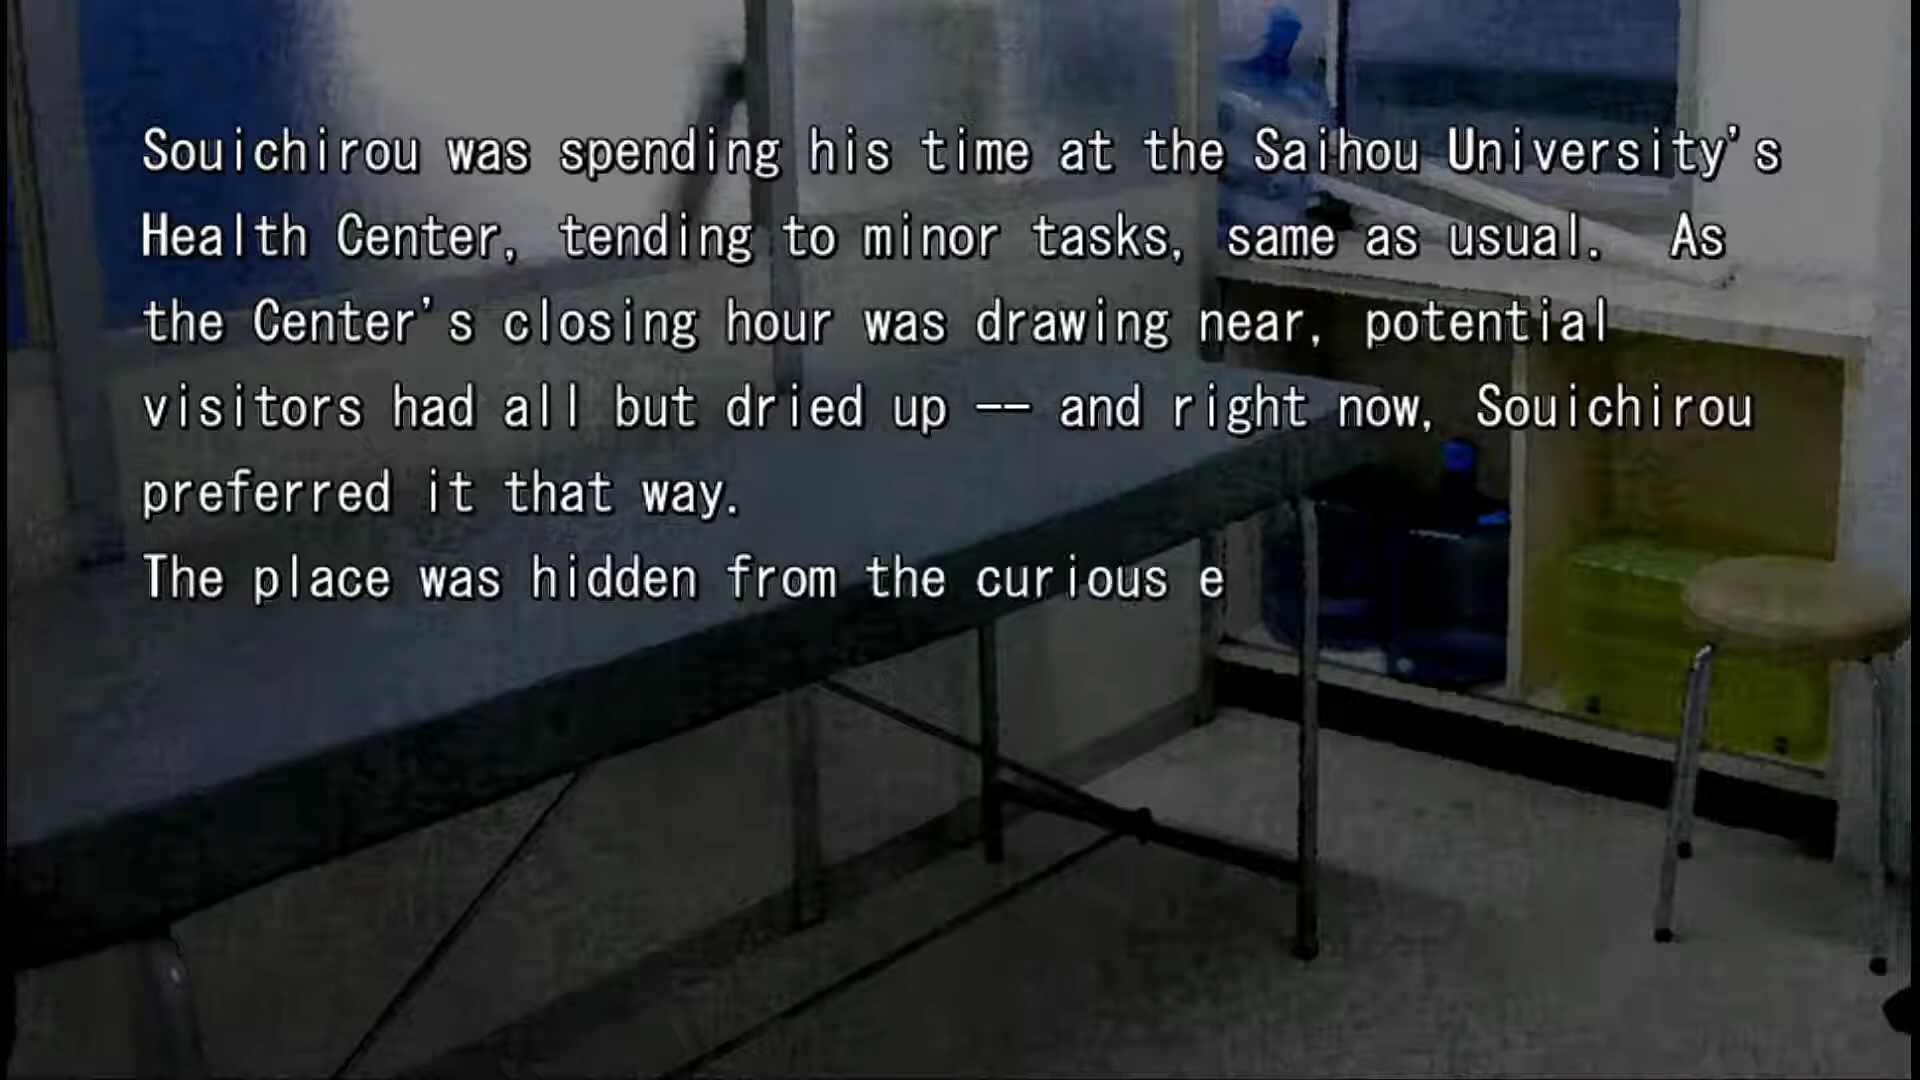 Souichirou was spending his time at the Saihou University's
Health Center, tending to minor tasks, same as usual.  As
the Center's closing hour was drawing near, potential
visitors had all but dried up -- and right now, Souichirou
preferred it that way.
The place was hidden from the curious e